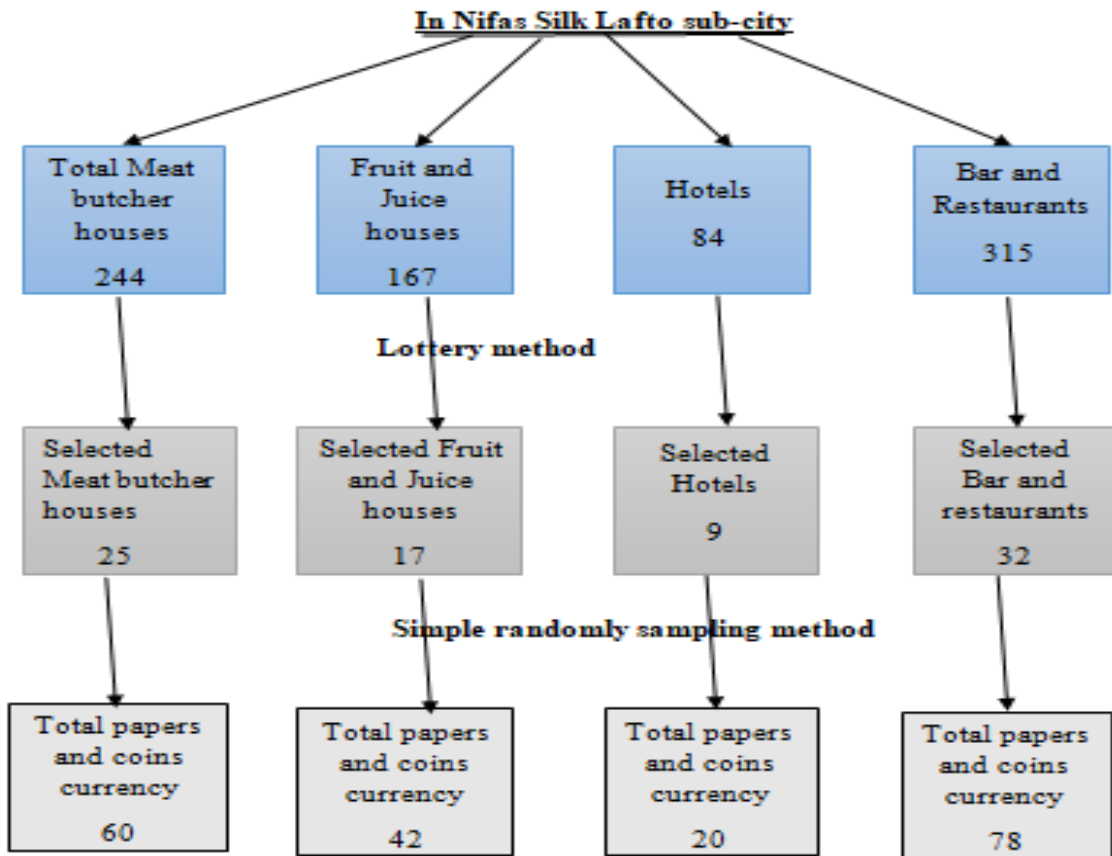 In Nifas Silk Lafto sub-city
Total Meat
butcher
houses
244
Fruit and
Juice
houses
167
Hotels
84
Bar and
Restaurants
315
Lottery method
Selected
Meat butcher
houses
25
Selected Fruit
and Juice
houses
17
Selected
Hotels
9
Selected
Bar and
restaurants
32
Simple randomly sampling method
Total papers
and coins
currency
60
Total papers
and coins
currency
42
Total papers
and coins
currency
20
Total papers
and coins
currency
78